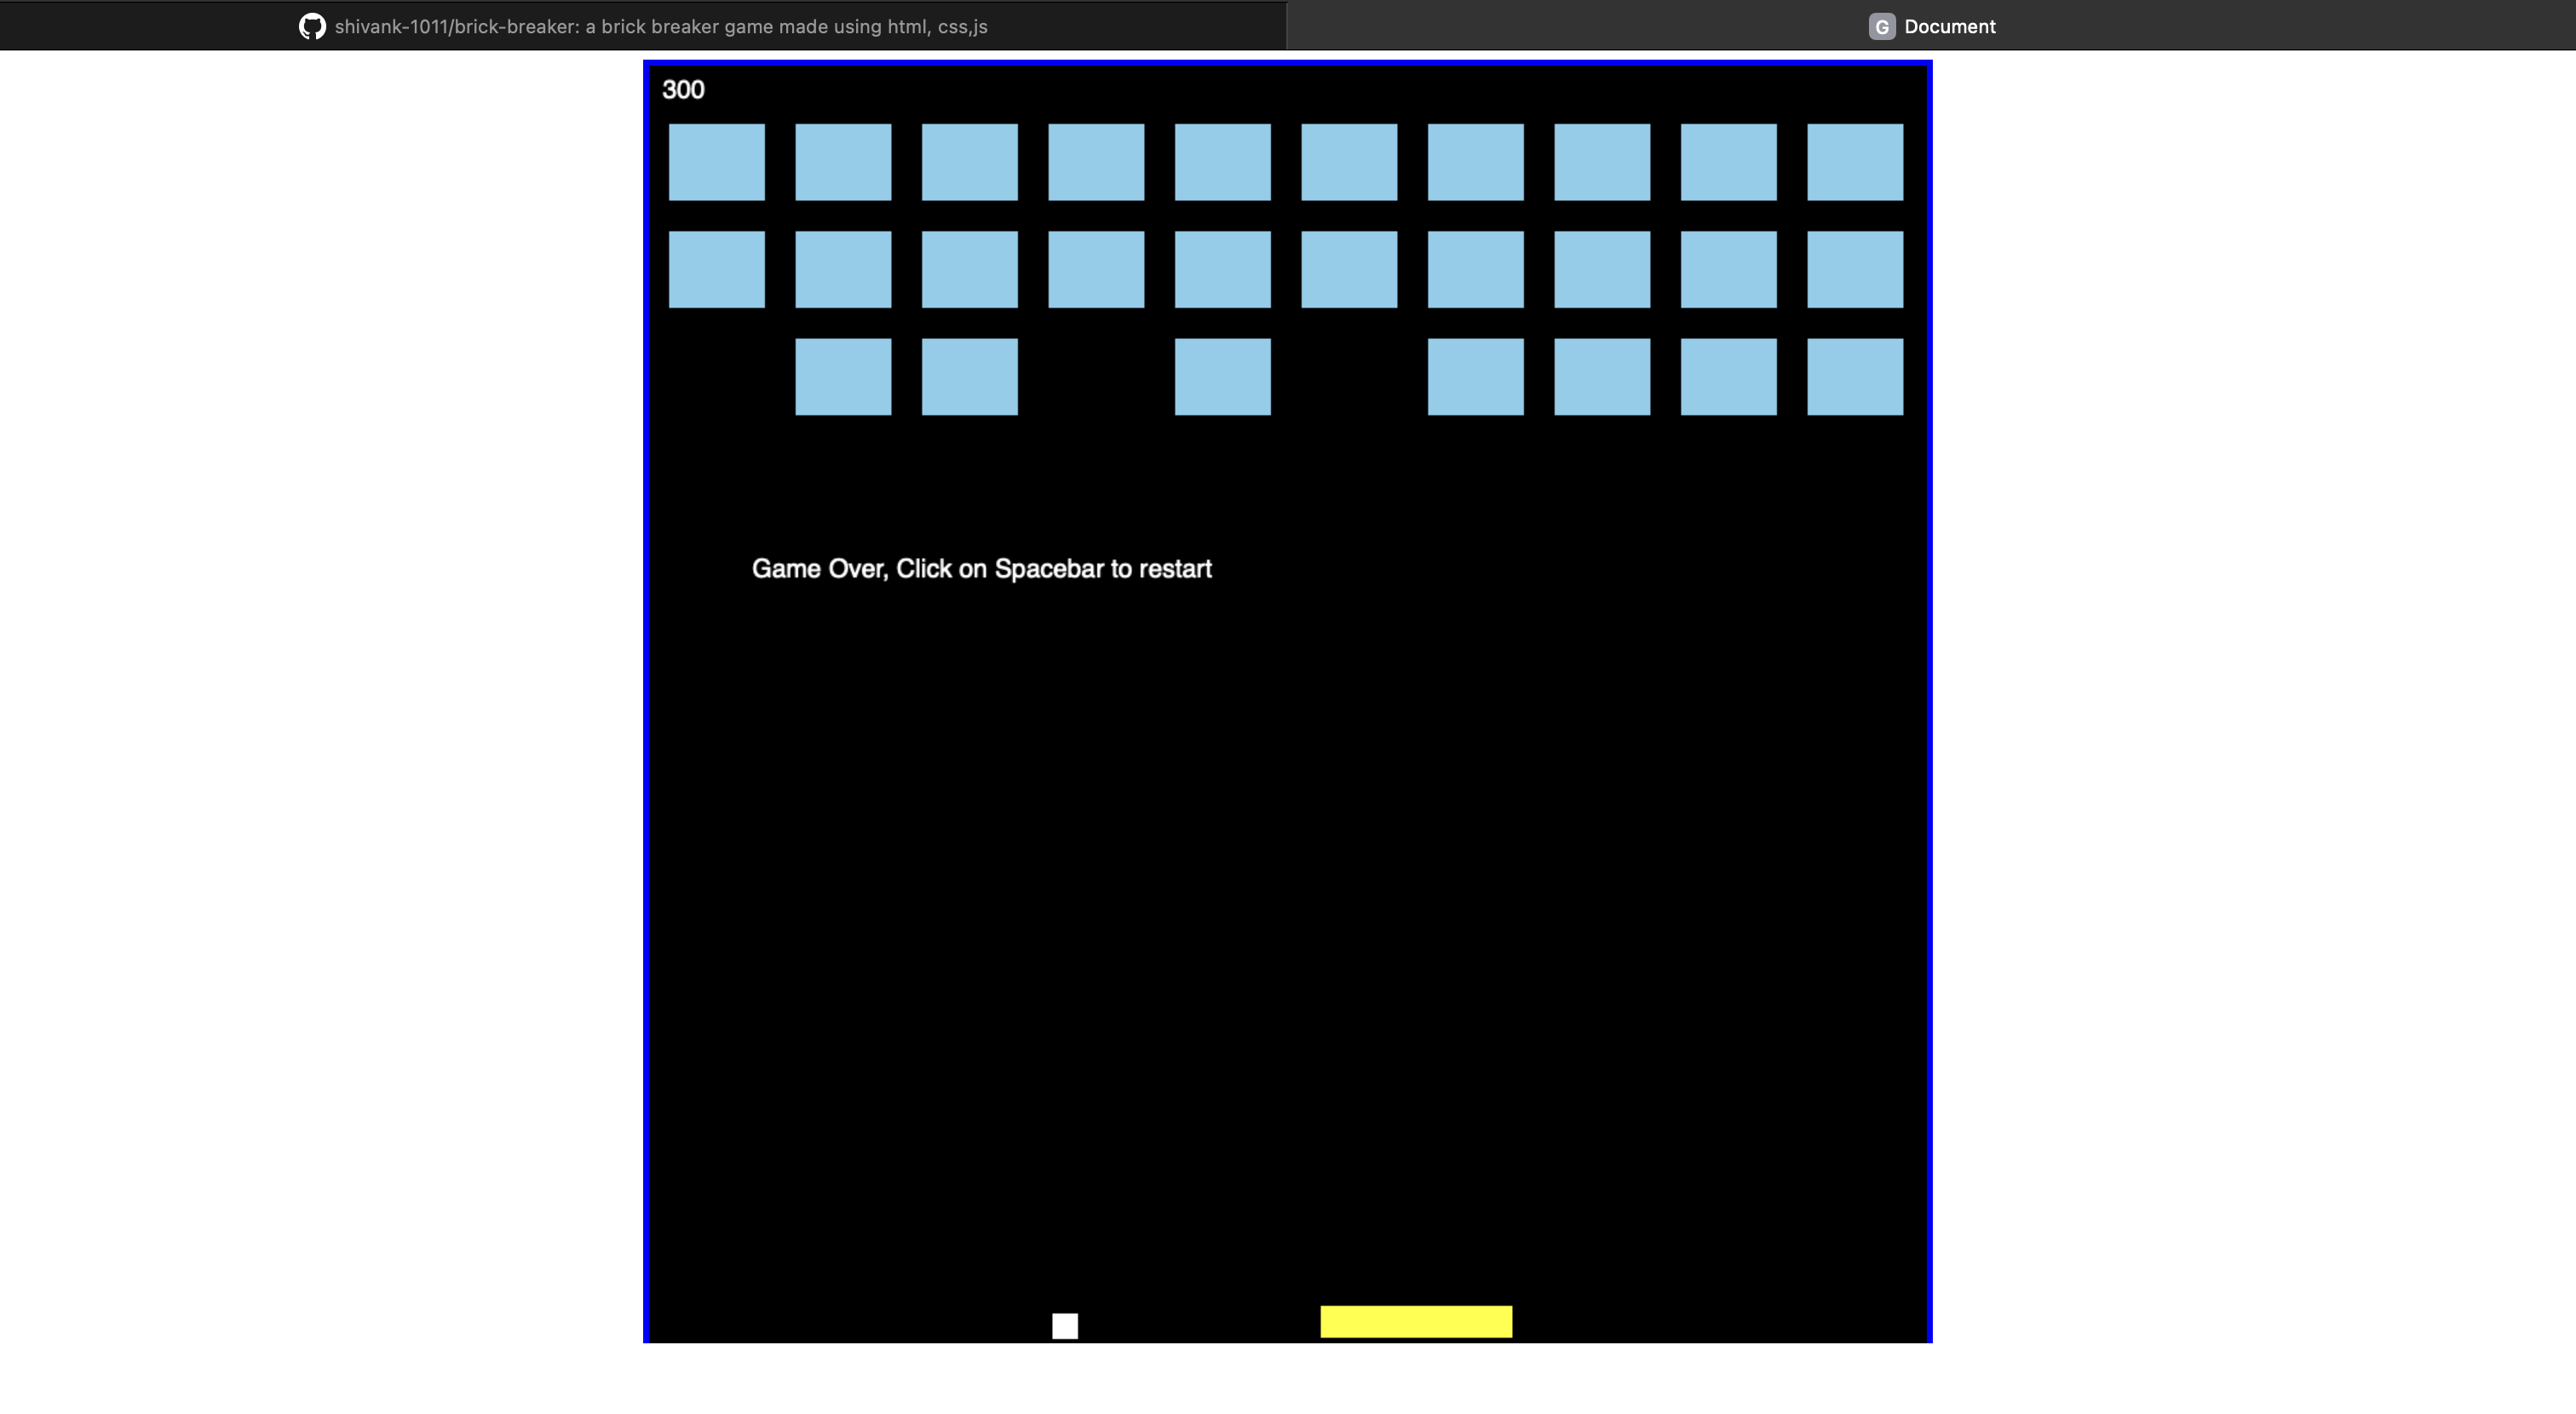 shivank-1011/brick-breaker: a brick breaker game made using html, css,js
G Document
300
Game Over, Click on Spacebar to restart